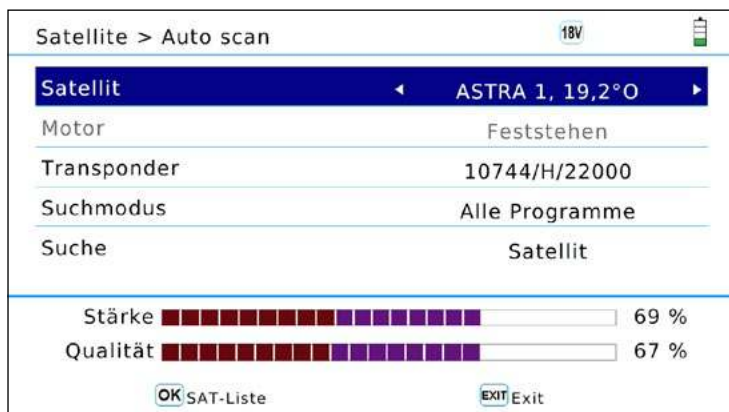 Satellite > Auto scan 18V
Satellit ASTRA 1, 19,2°O
Motor Feststehen
Transponder 10744/H/22000
Suchmodus Alle Programme
Suche Satellit
Stärke 69 %
Qualität 67 %
OK SAT-Liste EXIT Exit